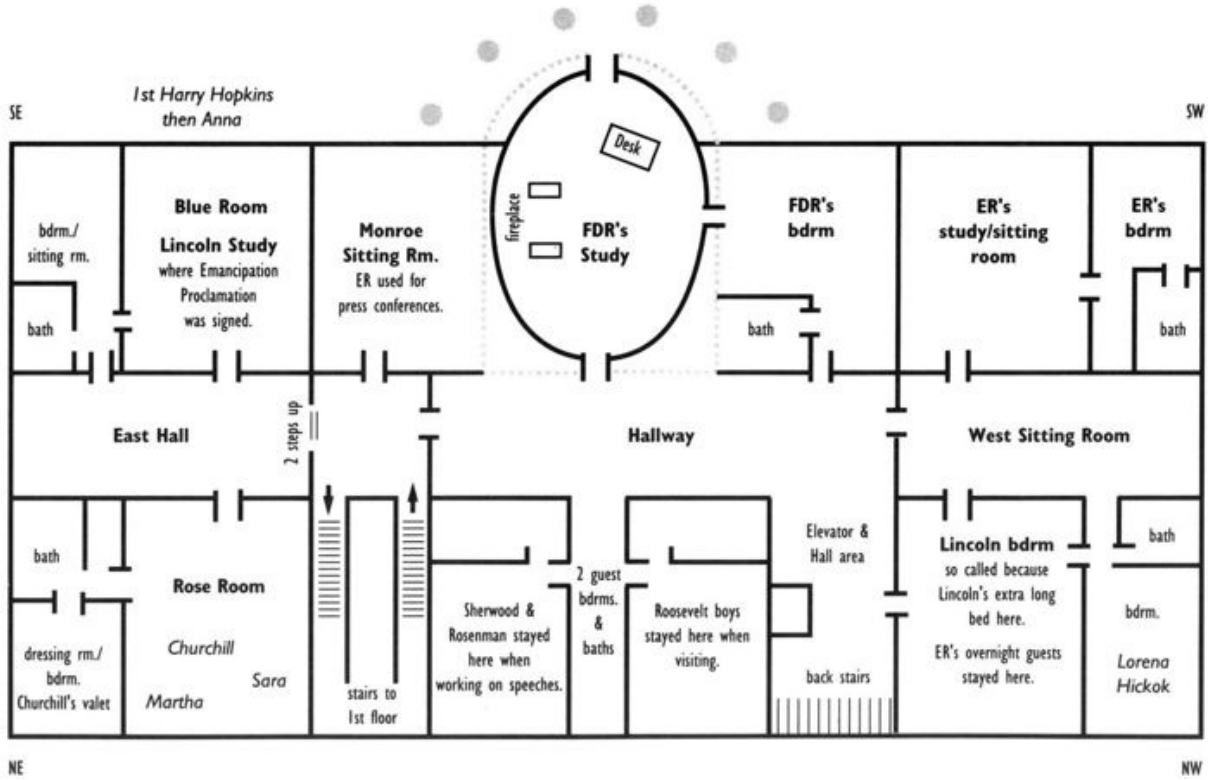 1st Harry Hopkins
then Anna
SE
SW
Desk
fireplace
FDR's
Study
bdrm./
sitting rm.
bath
Blue Room
Lincoln Study
where Emancipation
Proclamation
was signed.
Monroe
Sitting Rm.
ER used for
press conferences.
FDR's
bdrm
bath
ER's
study/sitting
room
ER's
bdrm
bath
East Hall
2 steps up
Hallway
West Sitting Room
bath
Rose Room
Churchill
Sara
Martha
dressing rm./
bdrm.
Churchill's valet
stairs to
1st floor
Sherwood &
Rosenman stayed
here when
working on speeches.
2 guest
bdrms.
&
baths
Roosevelt boys
stayed here when
visiting.
Elevator &
Hall area
back stairs
Lincoln bdrm
so called because
Lincoln's extra long
bed here.
ER's overnight guests
stayed here.
bath
bdrm.
Lorena
Hickok
NE
NW